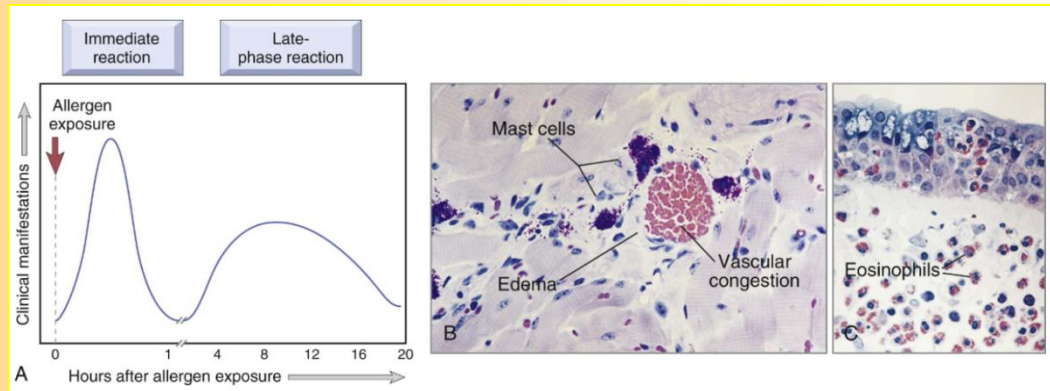 Immediate
reaction
Late-
phase reaction
Allergen
exposure
Clinical manifestations
0
1
4
8
12
16
20
Hours after allergen exposure
A
Mast cells
Edema
Vascular
congestion
B
Eosinophils
C